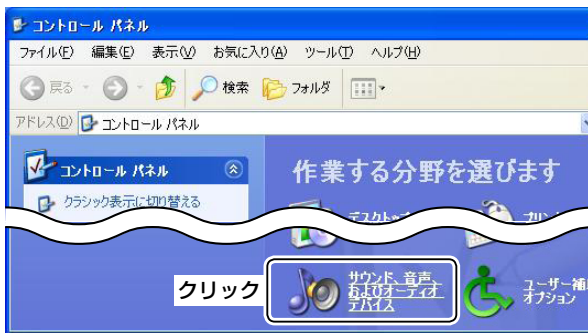 コントロール パネル
ファイル(F) 編集(E) 表示(V) お気に入り(A) ツール(T) ヘルプ(H)
戻る 検索 フォルダ
アドレス(D) コントロール パネル
コントロール パネル
クラシック表示に切り替える
作業する分野を選びます
クリック
サウンド、音声、
およびオーディオ
デバイス
ユーザー補
オプション